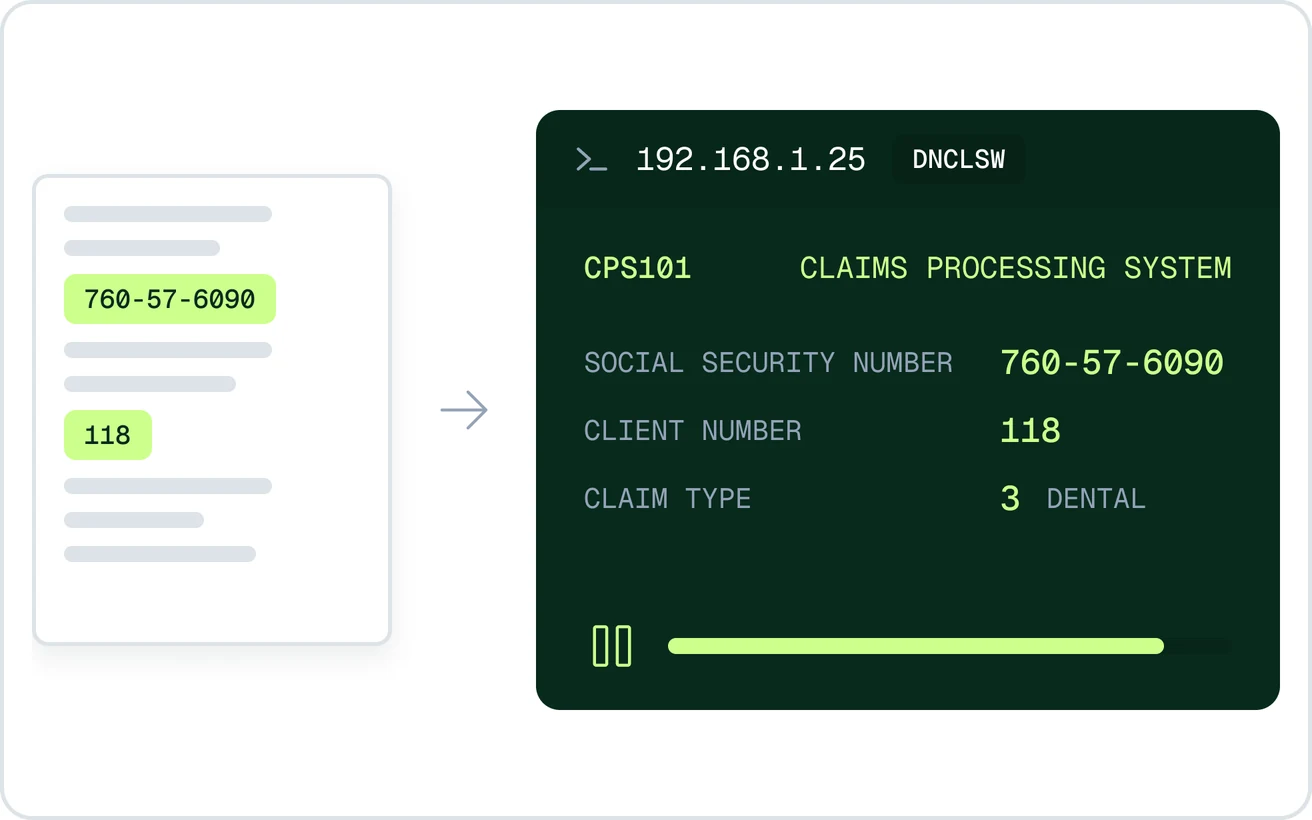 760-57-6090
118
192.168.1.25 DNCLSW
CPS101 CLAIMS PROCESSING SYSTEM
SOCIAL SECURITY NUMBER 760-57-6090
CLIENT NUMBER 118
CLAIM TYPE 3 DENTAL